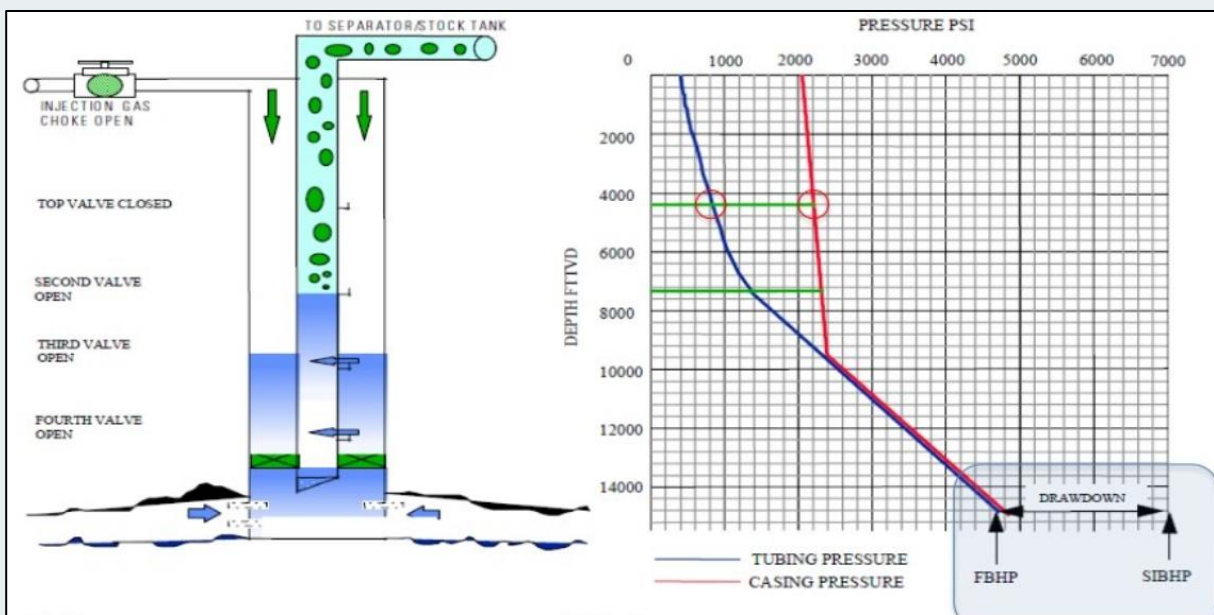 TO SEPARATOR/STOCK TANK
INJECTION GAS
CHOKE OPEN
TOP VALVE CLOSED
SECOND VALVE
OPEN
THIRD VALVE
OPEN
FOURTH VALVE
OPEN
PRESSURE PSI
0 1000 2000 3000 4000 5000 6000 7000
2000
4000
6000
8000
10000
12000
14000
DEPTH FTTVD
DRAWDOWN
TUBING PRESSURE
CASING PRESSURE
FBHP
SIBHP